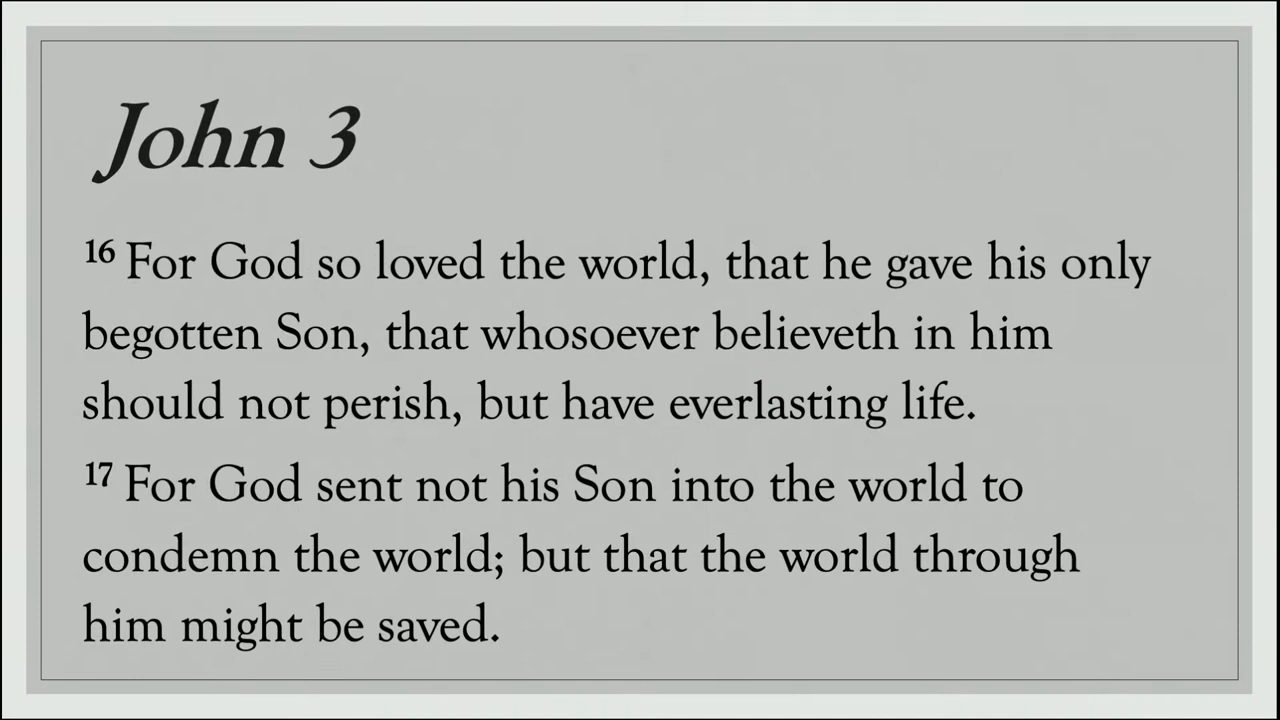 John 3
16 For God so loved the world, that he gave his only
begotten Son, that whosoever believeth in him
should not perish, but have everlasting life.
17 For God sent not his Son into the world to
condemn the world; but that the world through
him might be saved.